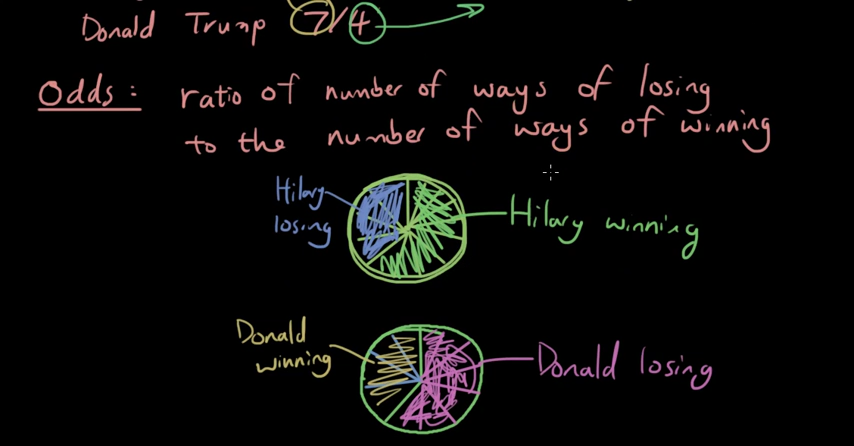 Donald Trump 7/4
Odds: ratio of number of ways of losing
to the number of ways of winning
Hilary
losing
Hilary winning
Donald
winning
Donald losing